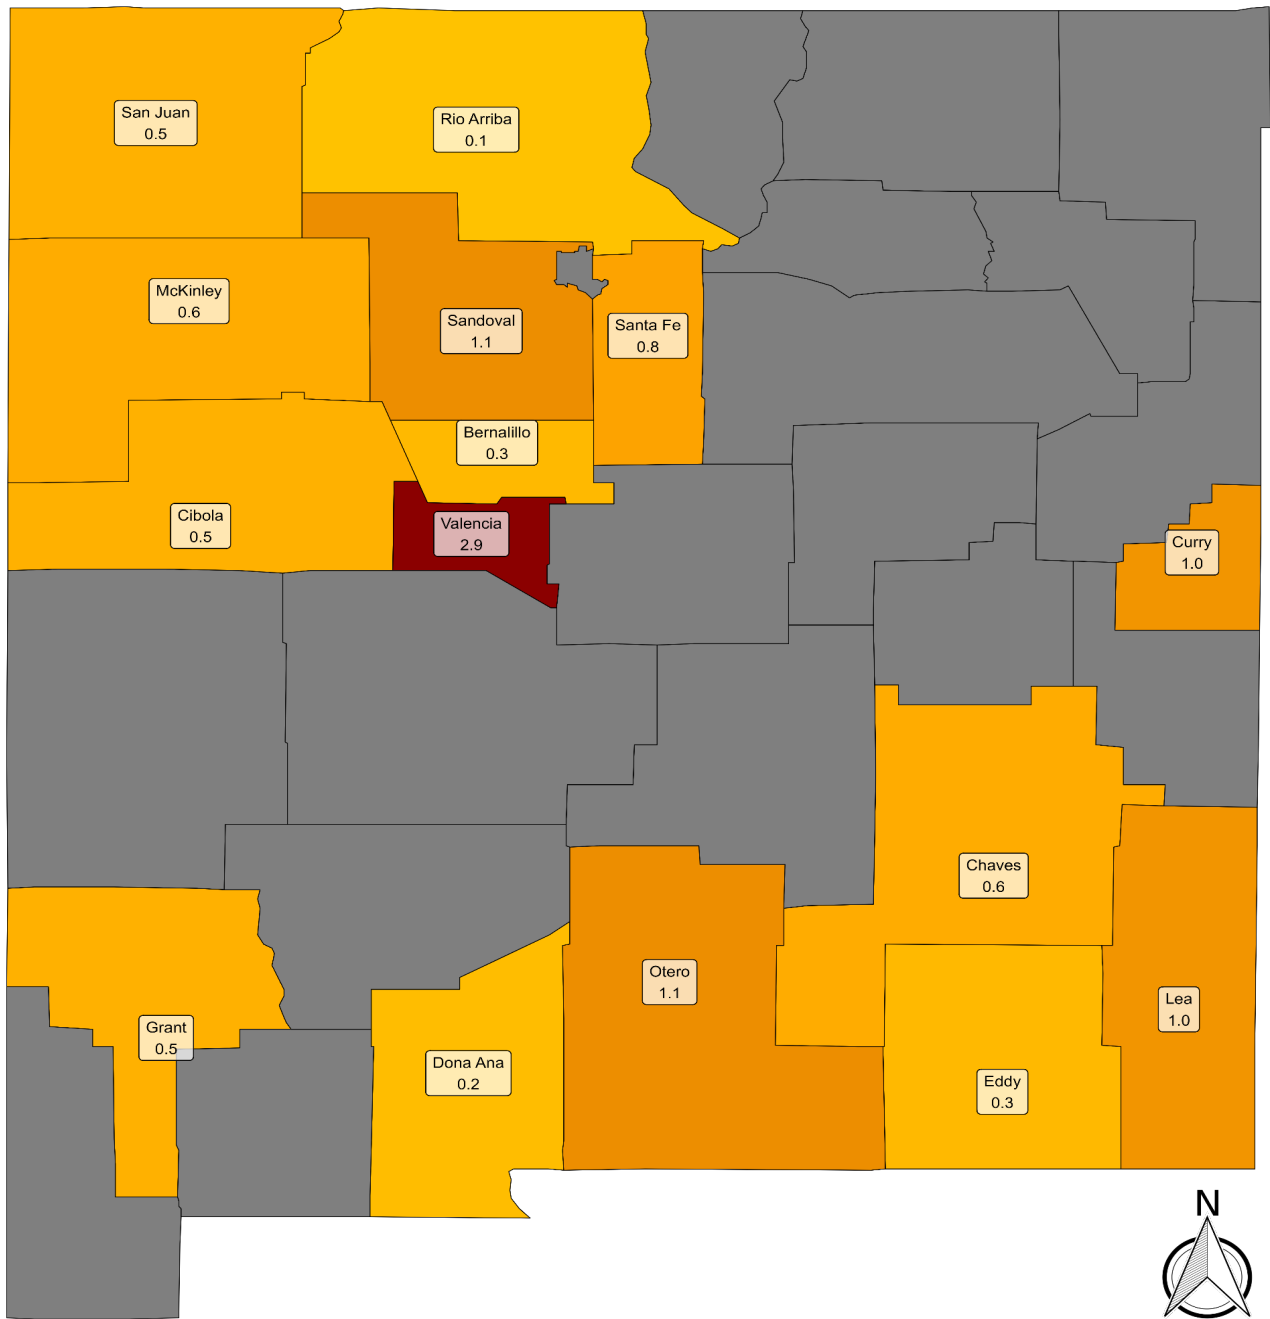 San Juan
0.5
Rio Arriba
0.1
McKinley
0.6
Sandoval
1.1
Santa Fe
0.8
Bernalillo
0.3
Cibola
0.5
Valencia
2.9
Curry
1.0
Chaves
0.6
Otero
1.1
Lea
1.0
Grant
0.5
Dona Ana
0.2
Eddy
0.3
N